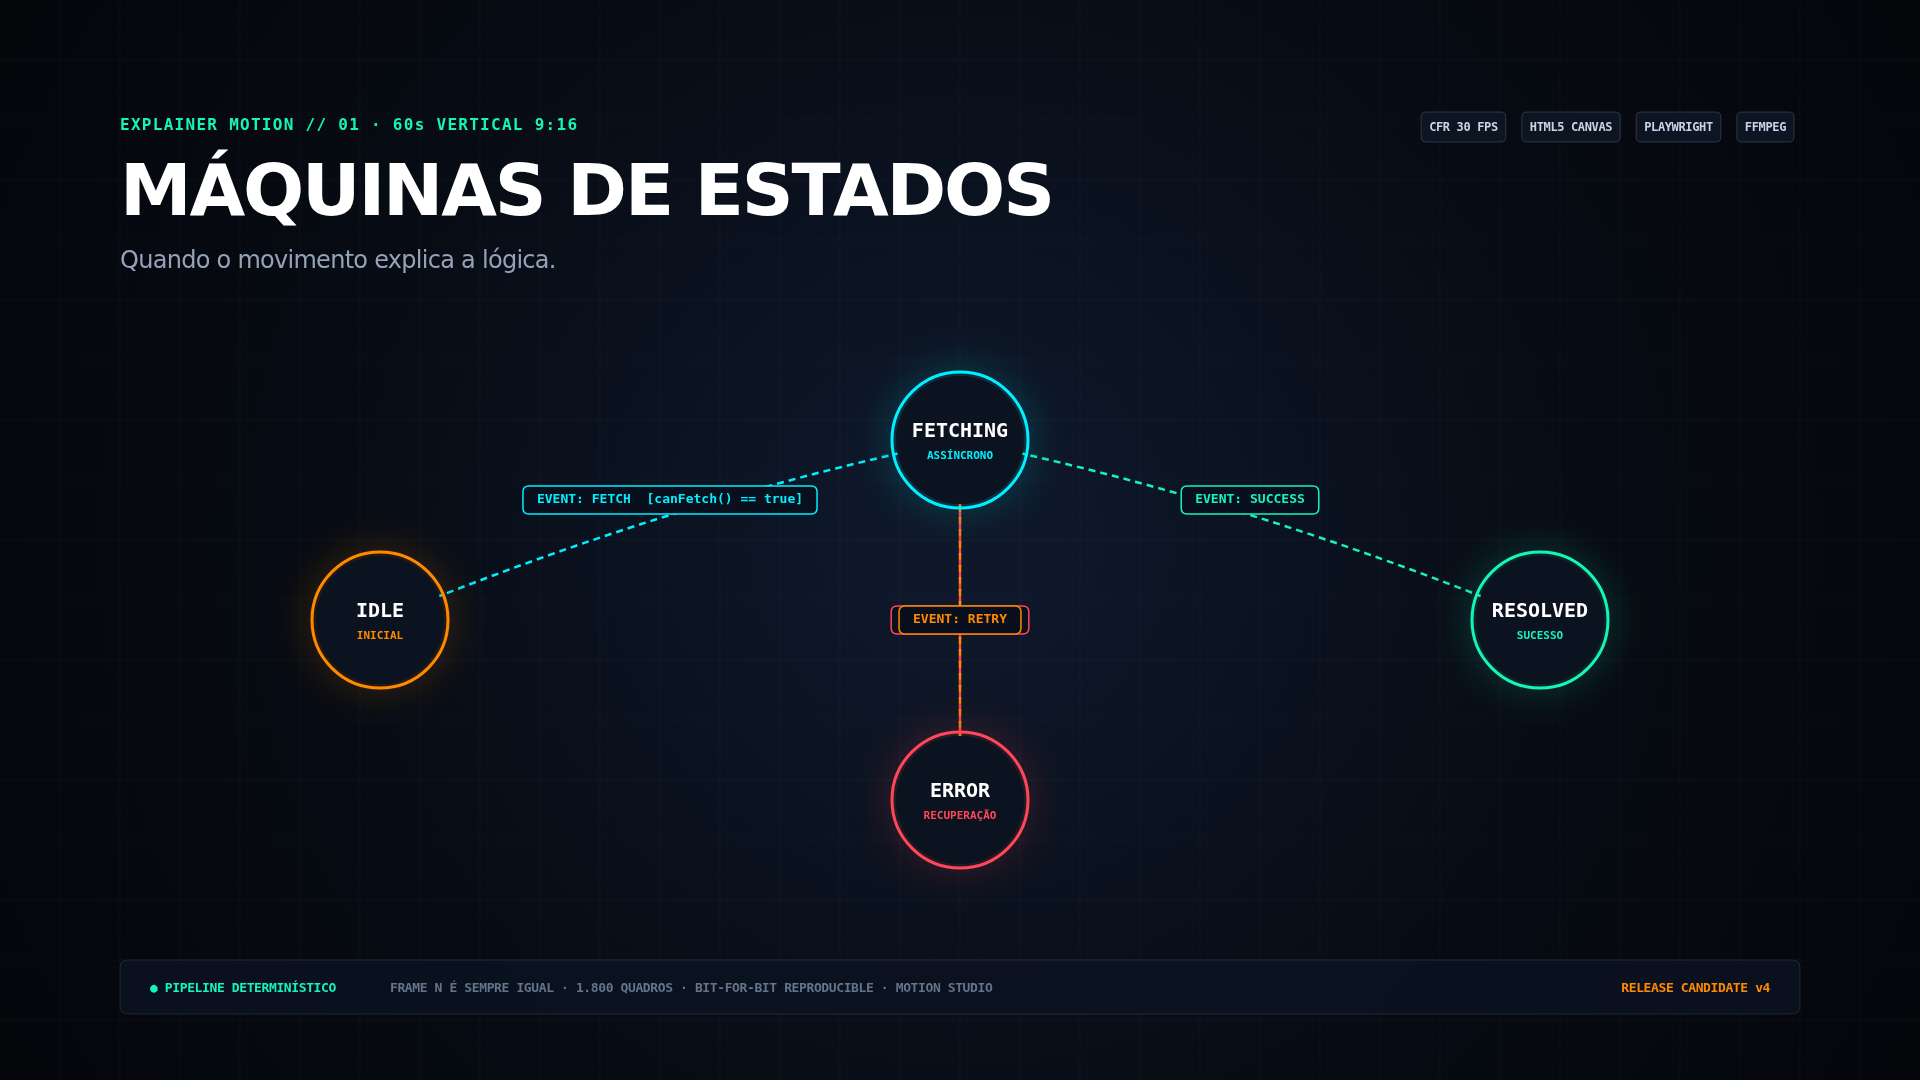 EXPLAINER MOTION // 01 · 60s VERTICAL 9:16
CFR 30 FPS
HTML5 CANVAS
PLAYWRIGHT
FFMPEG
MÁQUINAS DE ESTADOS
Quando o movimento explica a lógica.
FETCHING
ASSÍNCRONO
EVENT: FETCH  [canFetch() == true]
EVENT: SUCCESS
IDLE
INICIAL
EVENT: RETRY
RESOLVED
SUCESSO
ERROR
RECUPERAÇÃO
● PIPELINE DETERMINÍSTICO
FRAME N É SEMPRE IGUAL · 1.800 QUADROS · BIT-FOR-BIT REPRODUCIBLE · MOTION STUDIO
RELEASE CANDIDATE v4